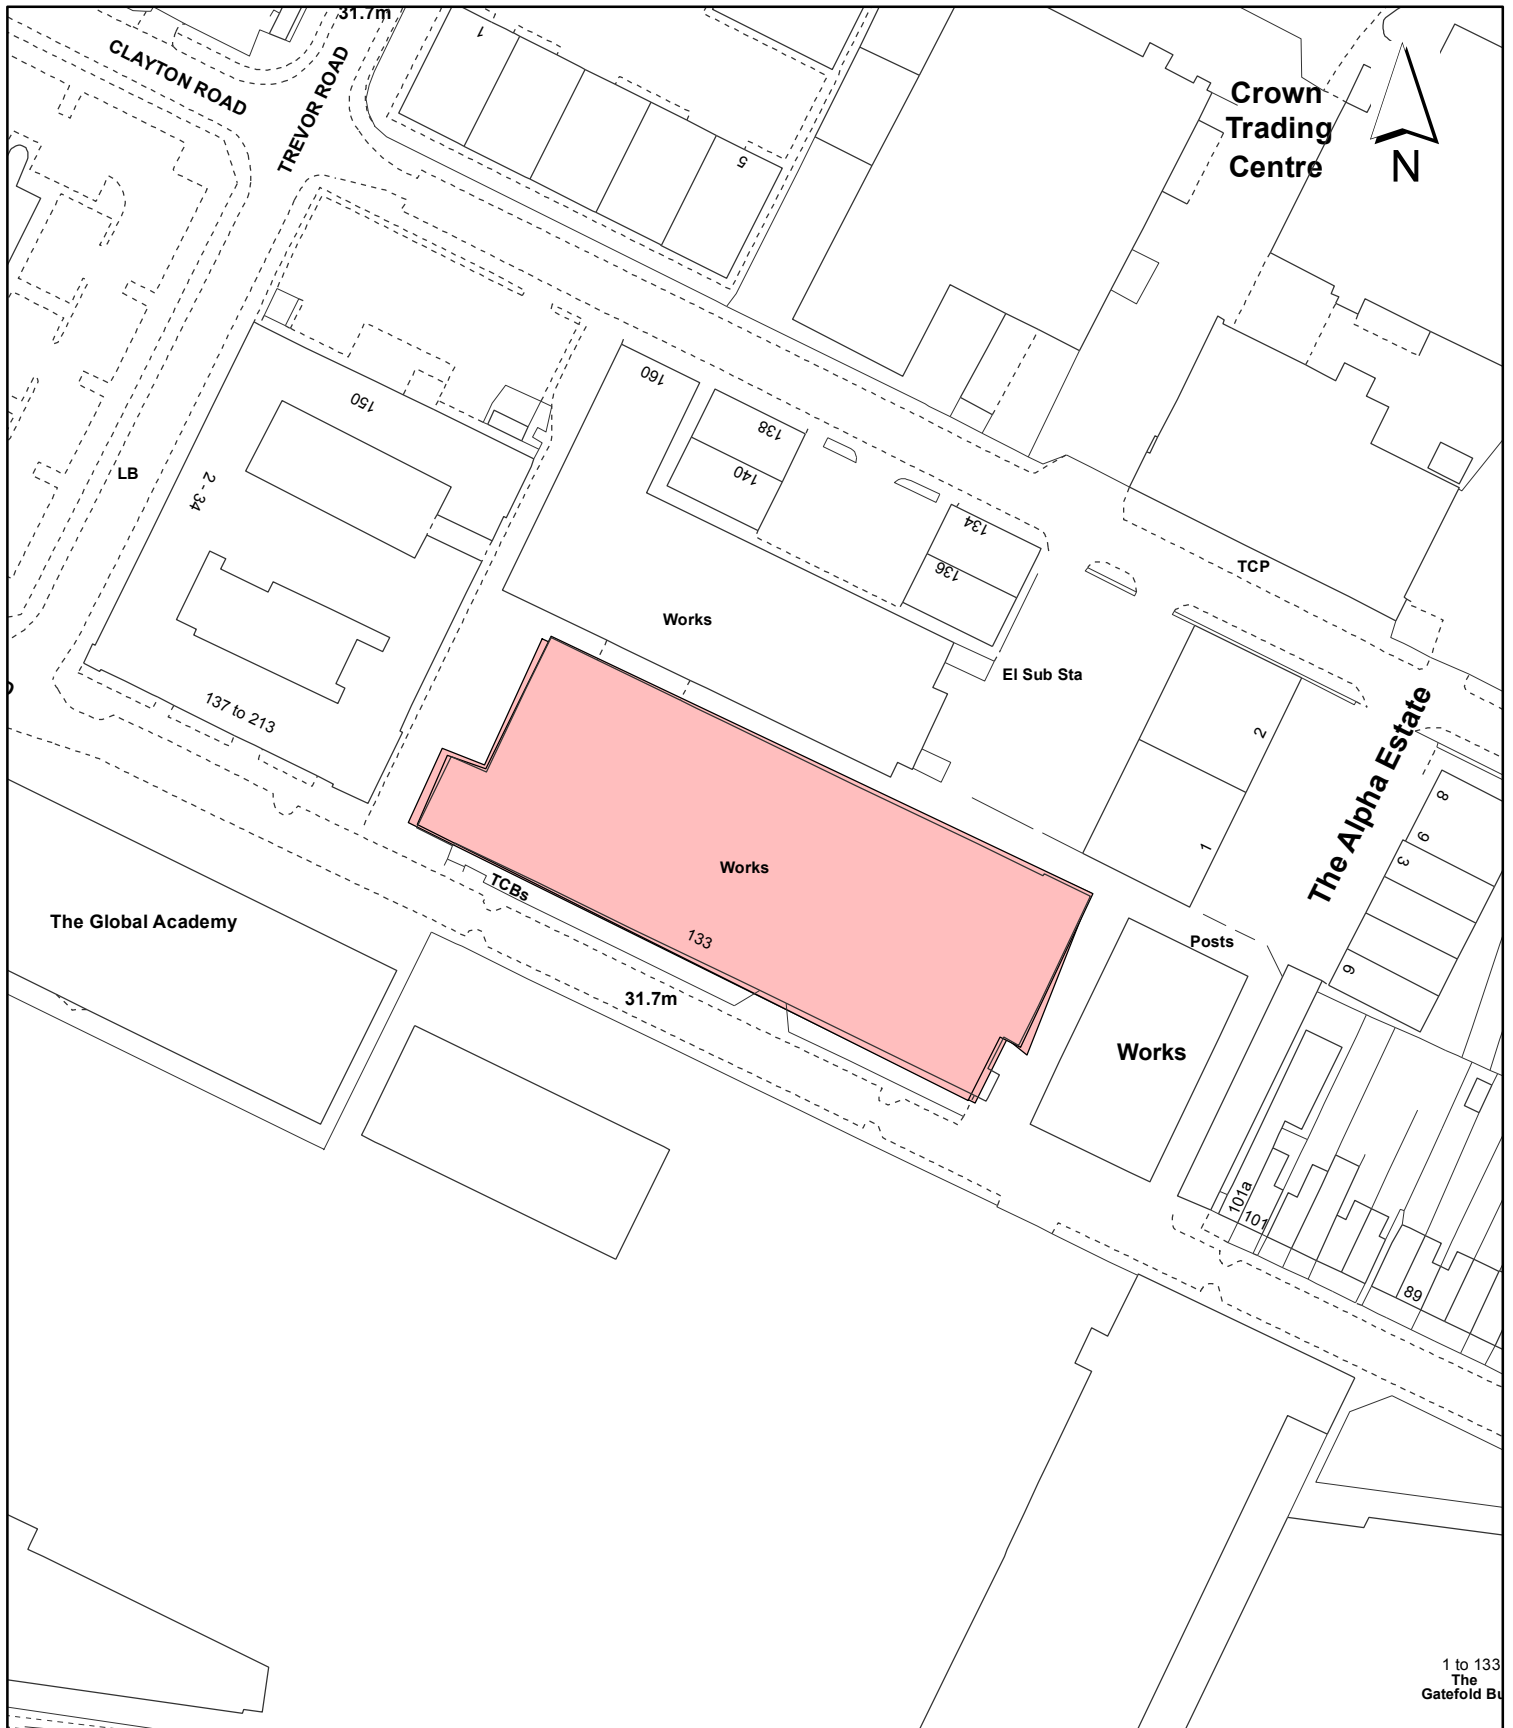 31.7m
CLAYTON ROAD
TREVOR ROAD
1
5
Crown
Trading
Centre
N
150
160
138
140
134
136
LB
2 - 34
TCP
Works
El Sub Sta
137 to 213
2
1
The Alpha Estate
8
6
3
9
Works
TCBs
133
The Global Academy
Posts
31.7m
Works
101a
101
89
1 to 133
The
Gatefold Bu